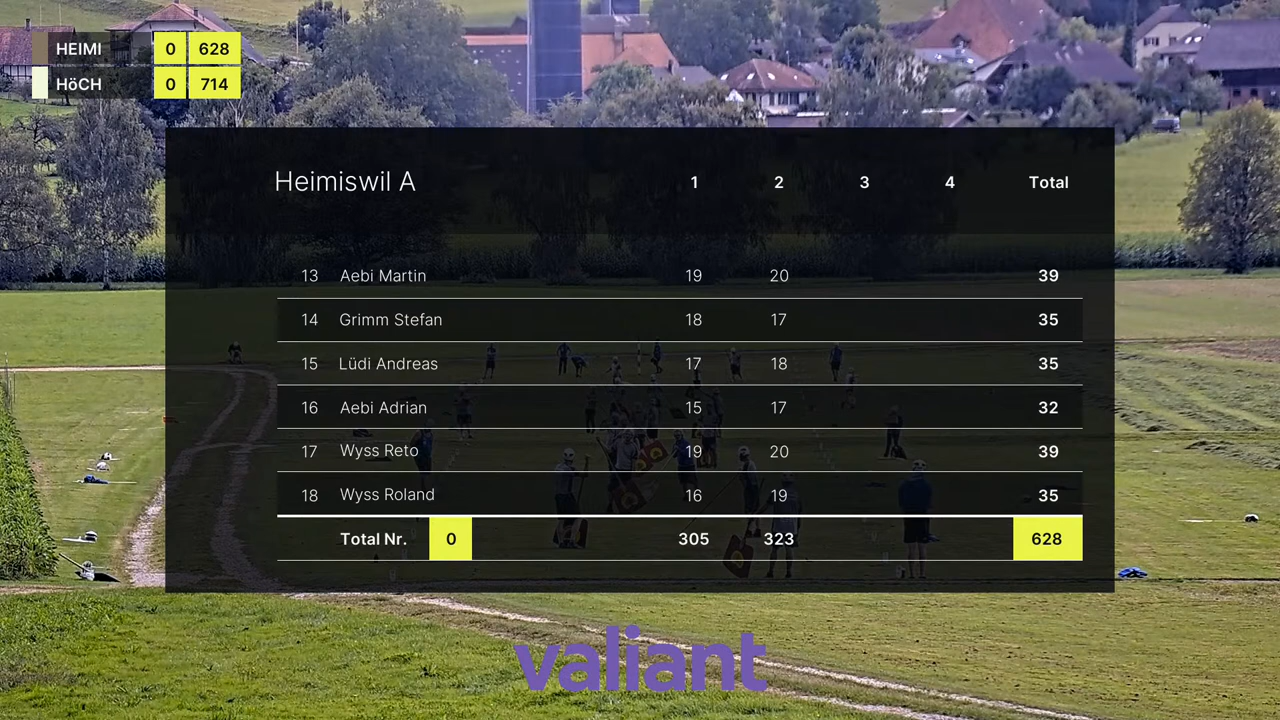 HEIMI 0 628
HöCH 0 714
Heimiswil A 1 2 3 4 Total
13 Aebi Martin 19 20 39
14 Grimm Stefan 18 17 35
15 Lüdi Andreas 17 18 35
16 Aebi Adrian 15 17 32
17 Wyss Reto 19 20 39
18 Wyss Roland 16 19 35
Total Nr. 0 305 323 628
valiant